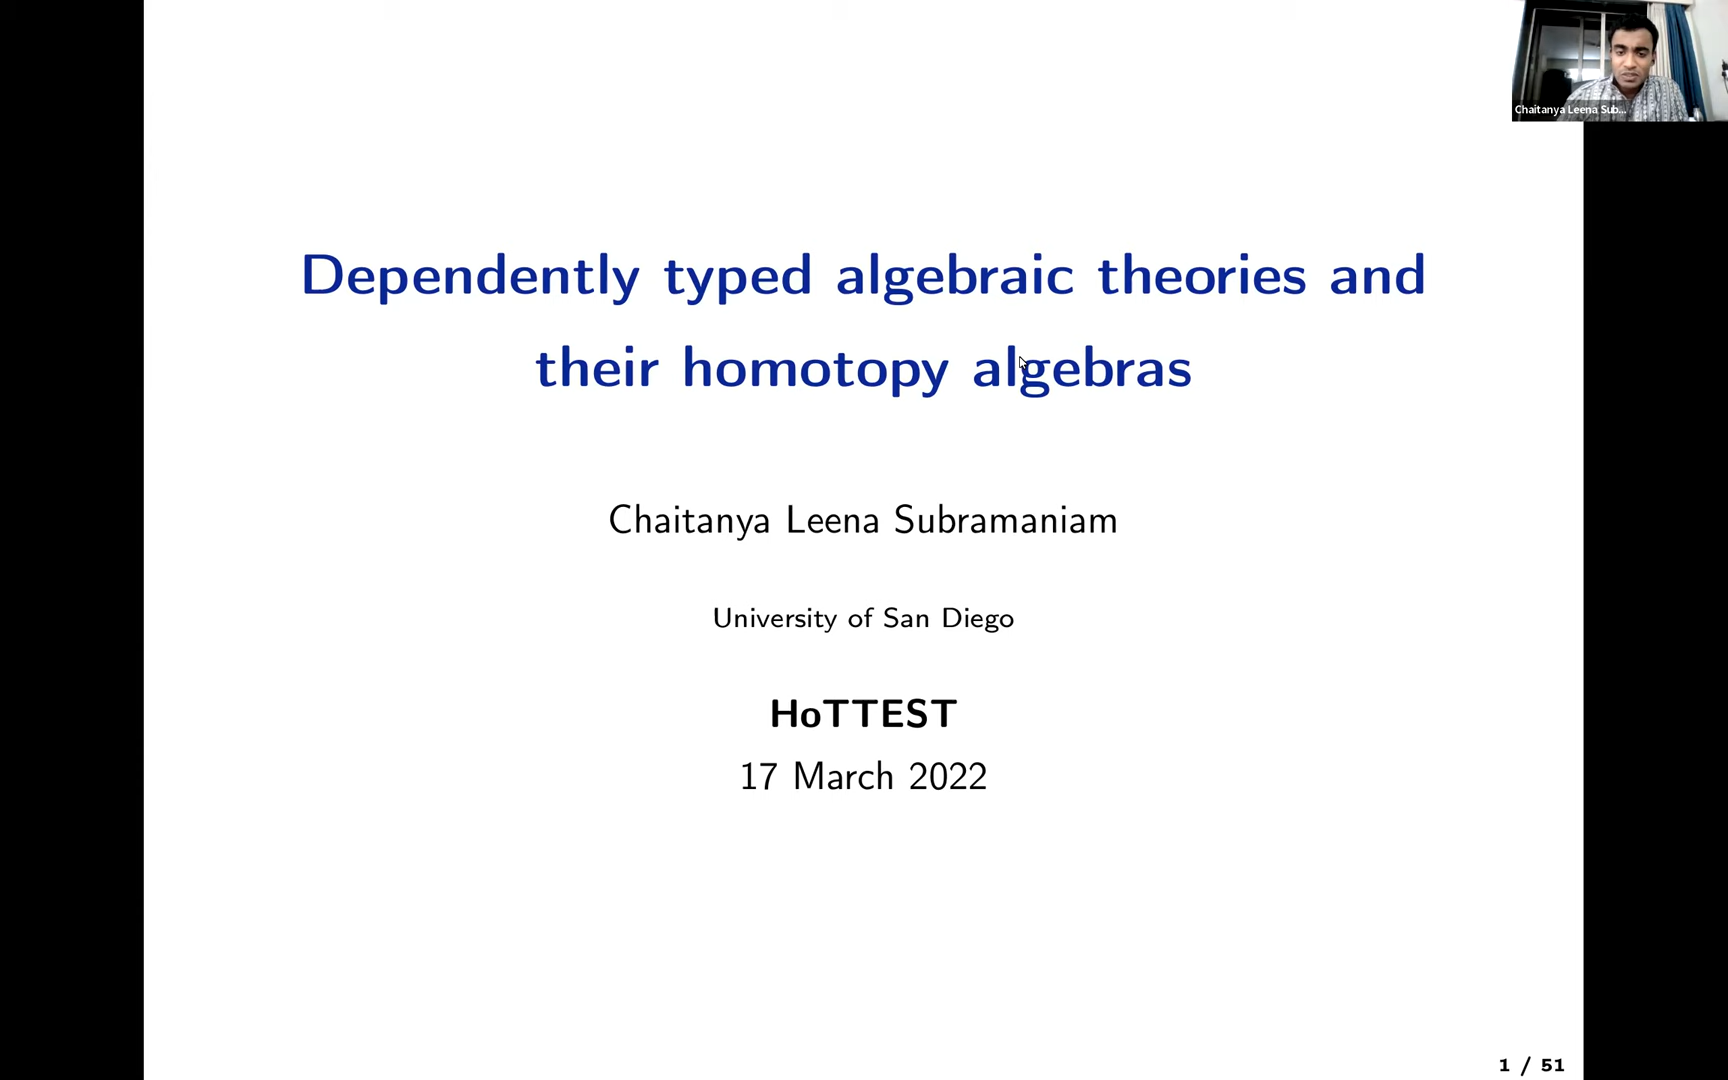 Chaitanya Leena Sub...
Dependently typed algebraic theories and
their homotopy algebras
Chaitanya Leena Subramaniam
University of San Diego
HoTTEST
17 March 2022
1 / 51